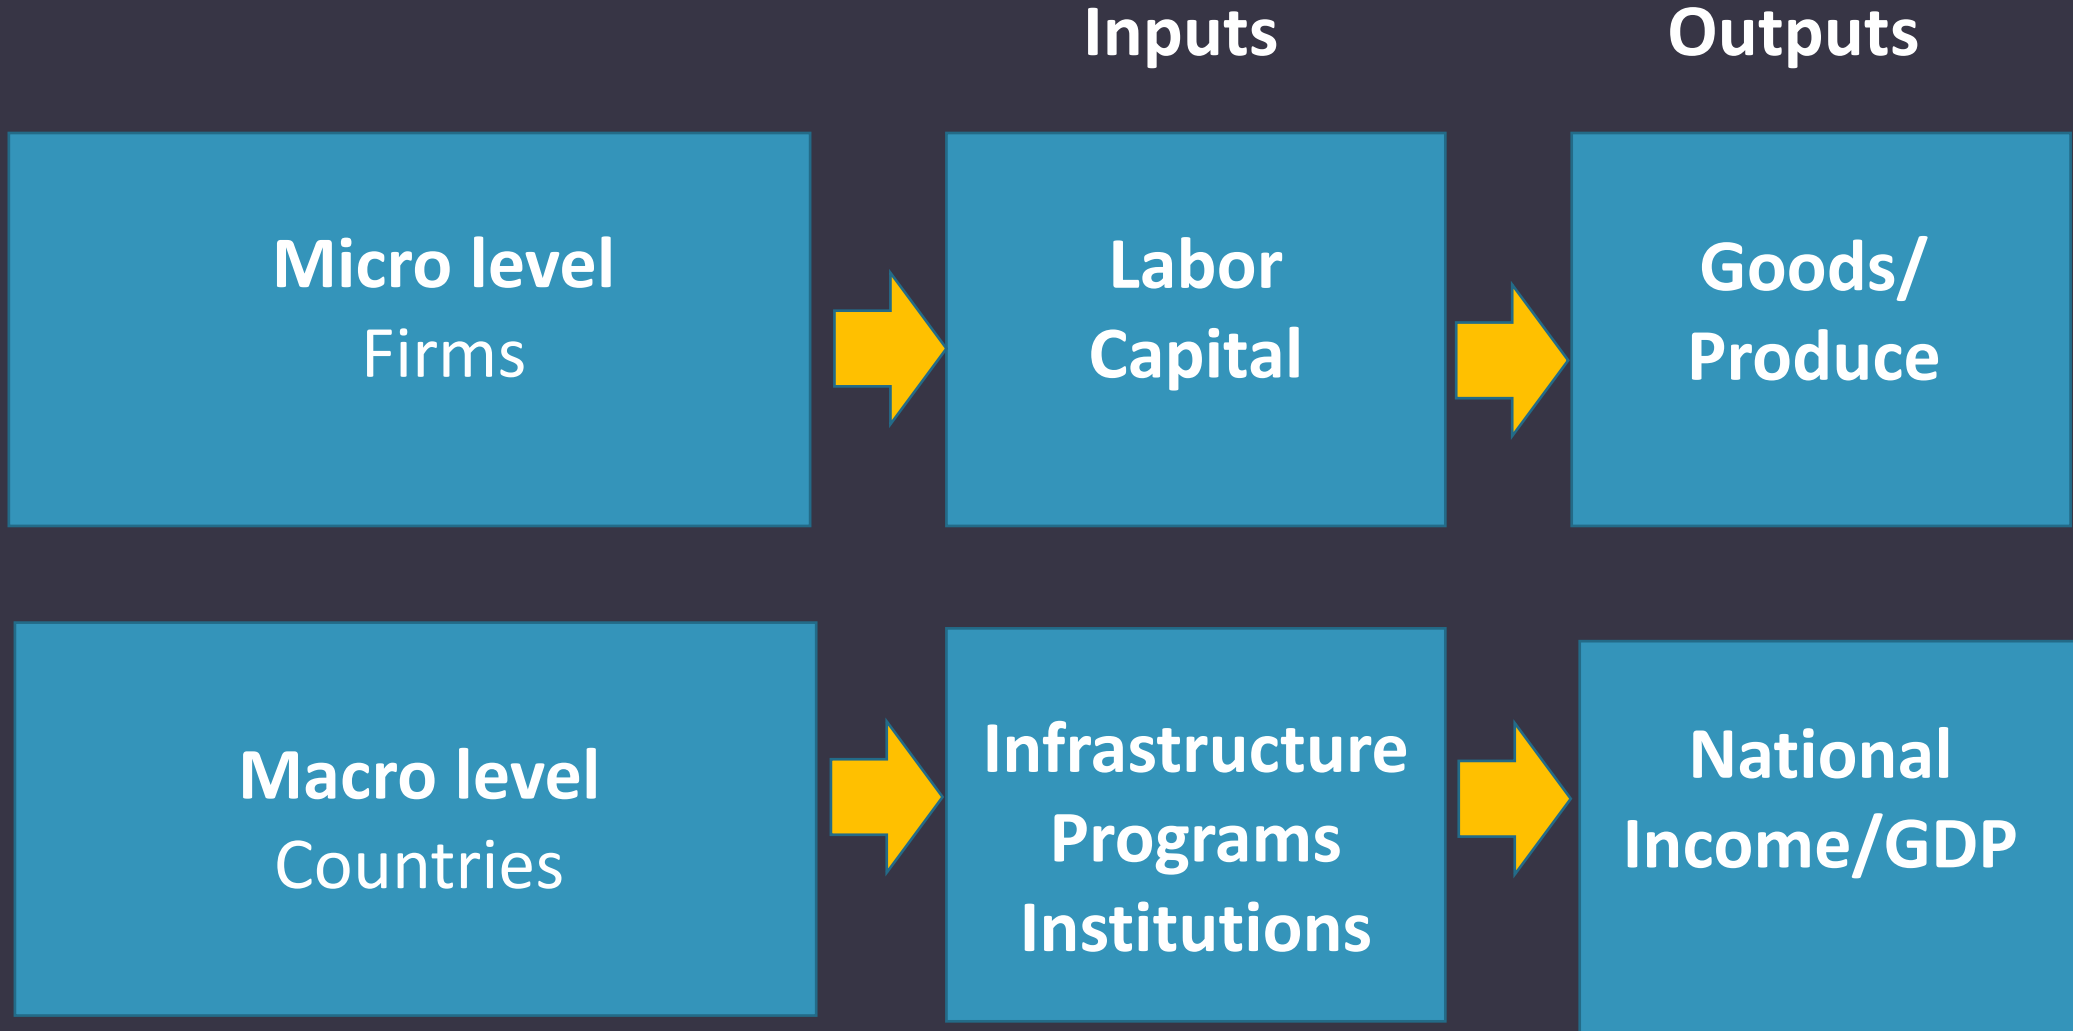 Inputs
Outputs
Micro level
Firms
Labor
Capital
Goods/
Produce
Macro level
Countries
Infrastructure
Programs
Institutions
National
Income/GDP